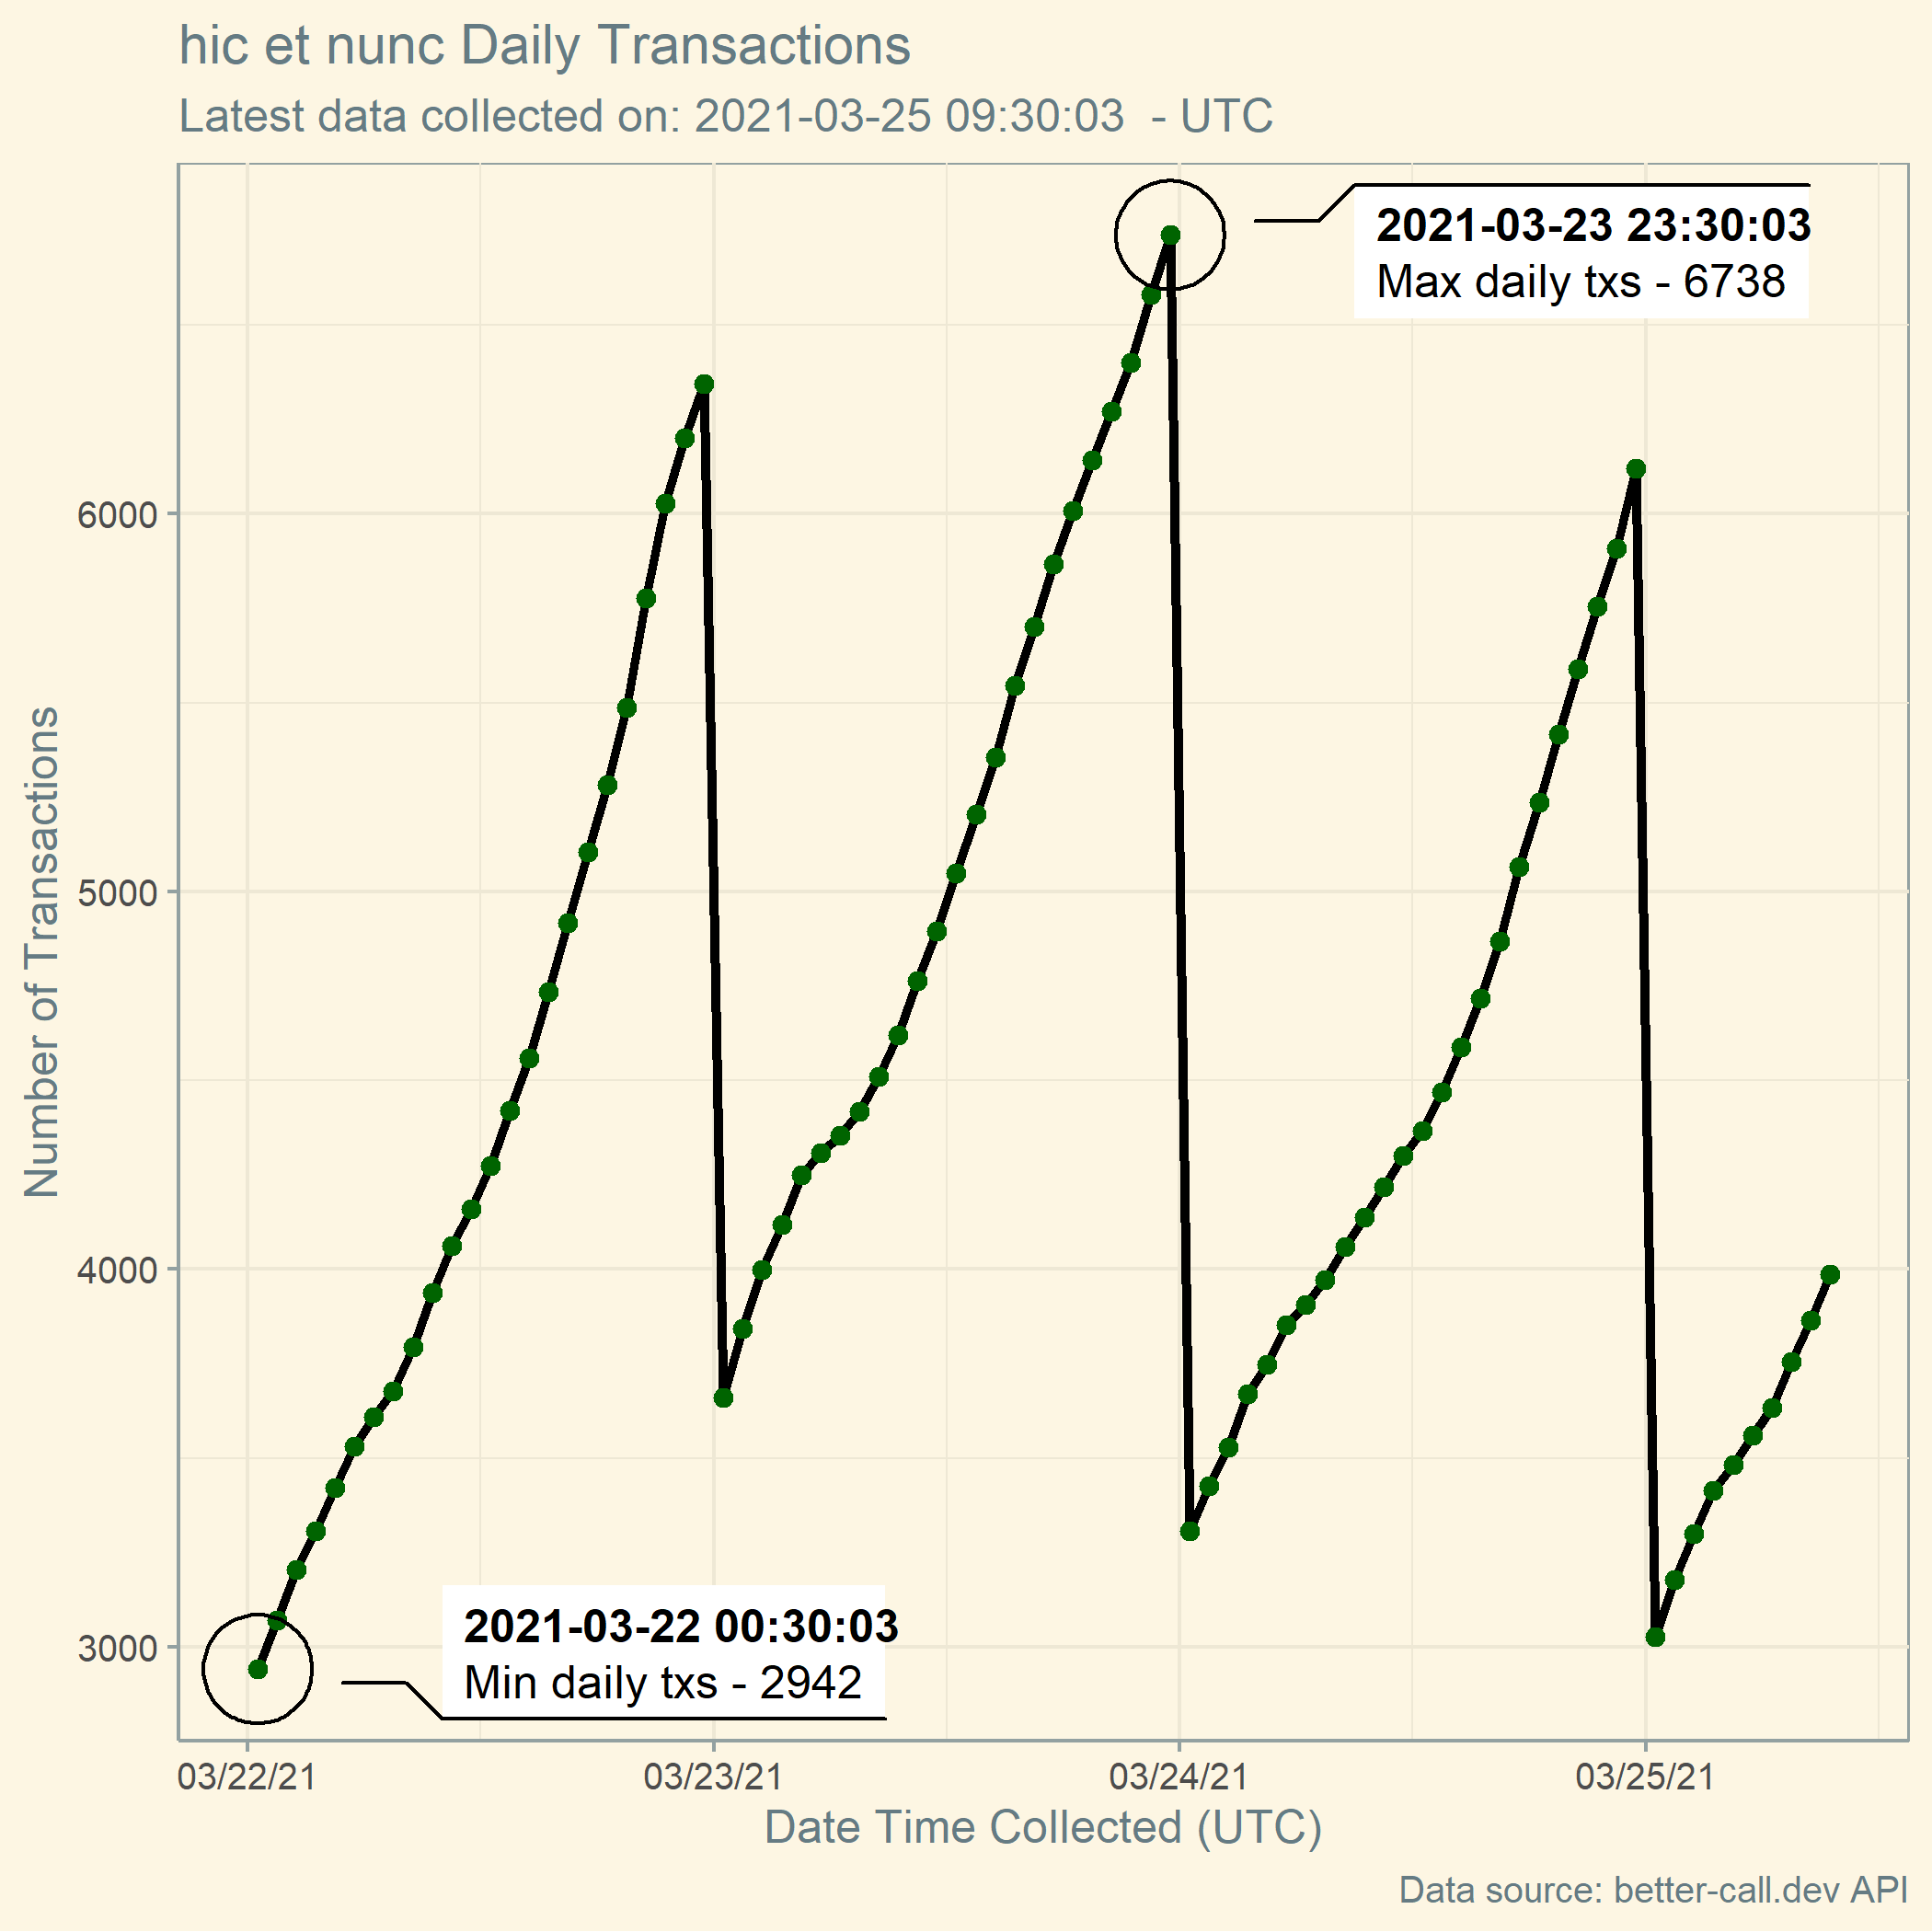 hic et nunc Daily Transactions
Latest data collected on: 2021-03-25 09:30:03  - UTC
2021-03-23 23:30:03
Max daily txs - 6738
6000
5000
4000
3000
Number of Transactions
2021-03-22 00:30:03
Min daily txs - 2942
03/22/21 03/23/21 03/24/21 03/25/21
Date Time Collected (UTC)
Data source: better-call.dev API